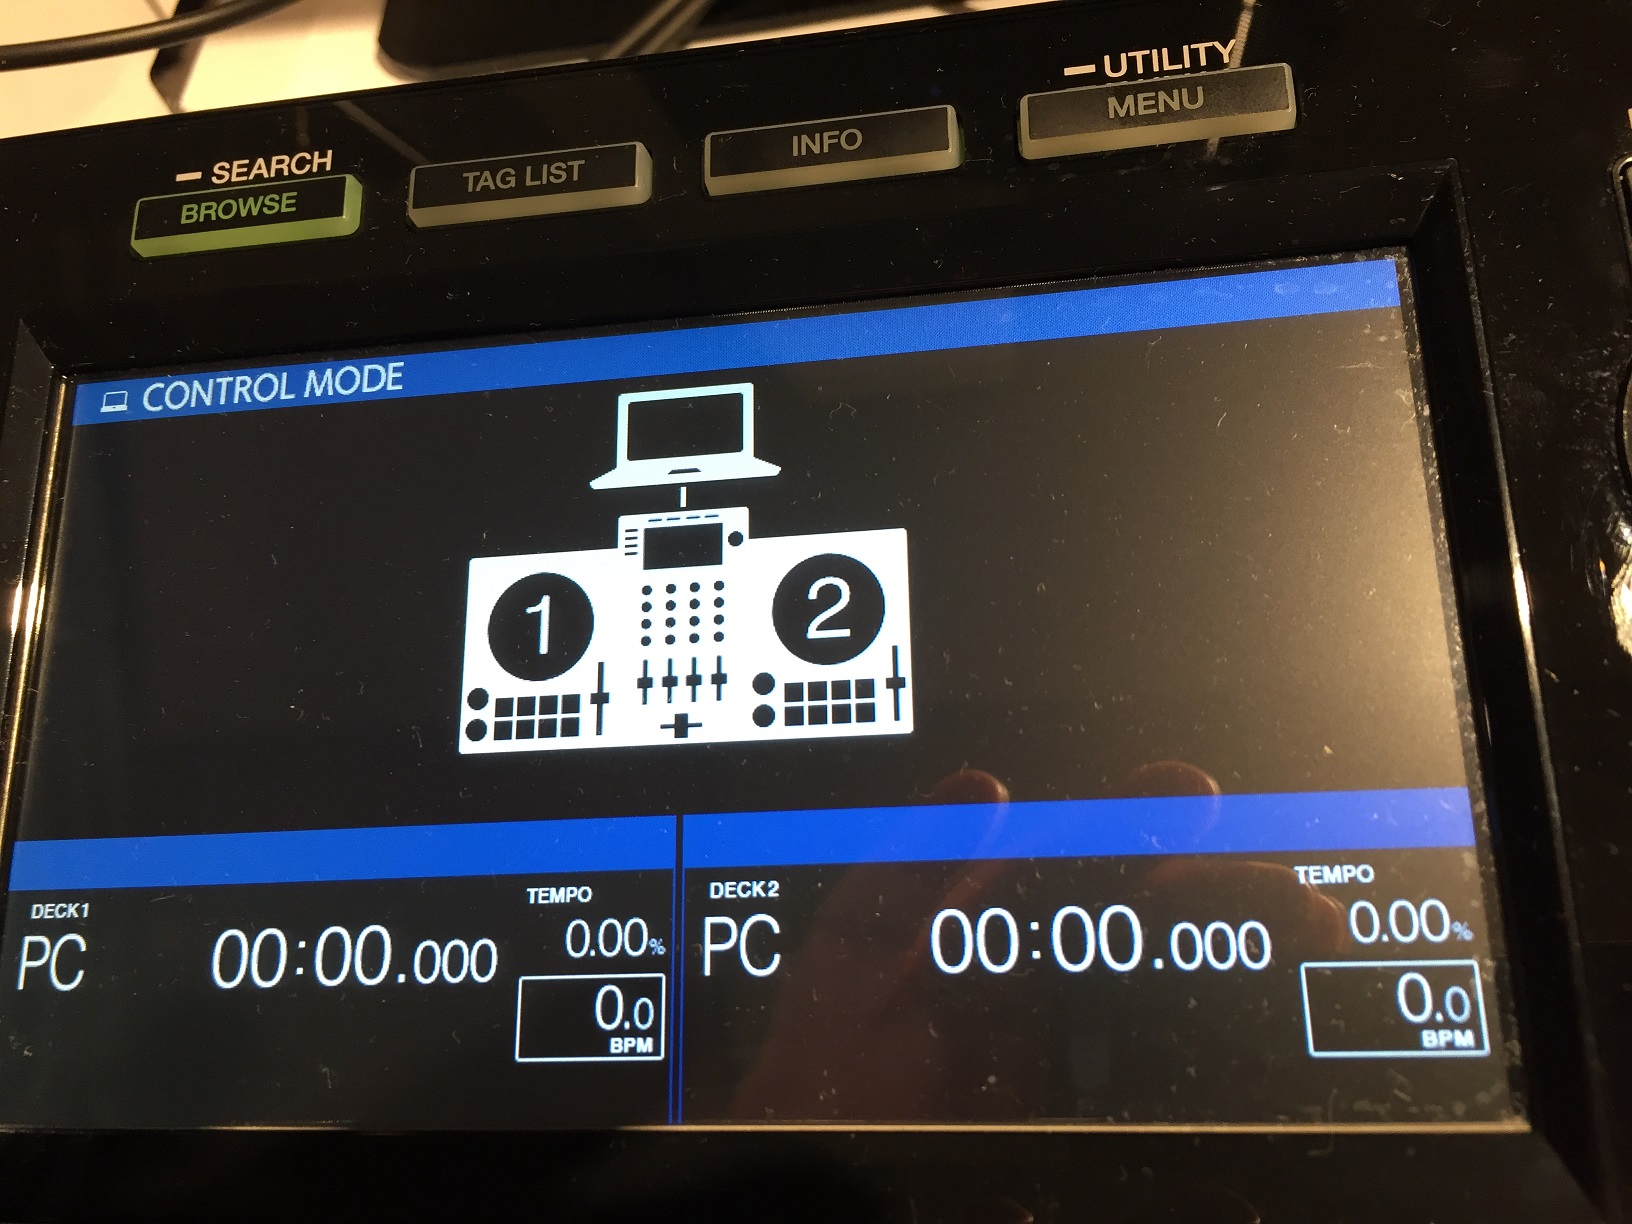 — SEARCH
BROWSE
TAG LIST
INFO
— UTILITY
MENU
CONTROL MODE
1
2
DECK1
PC
00:00.000
TEMPO
0.00%
0.0
BPM
DECK2
PC
00:00.000
TEMPO
0.00%
0.0
BPM